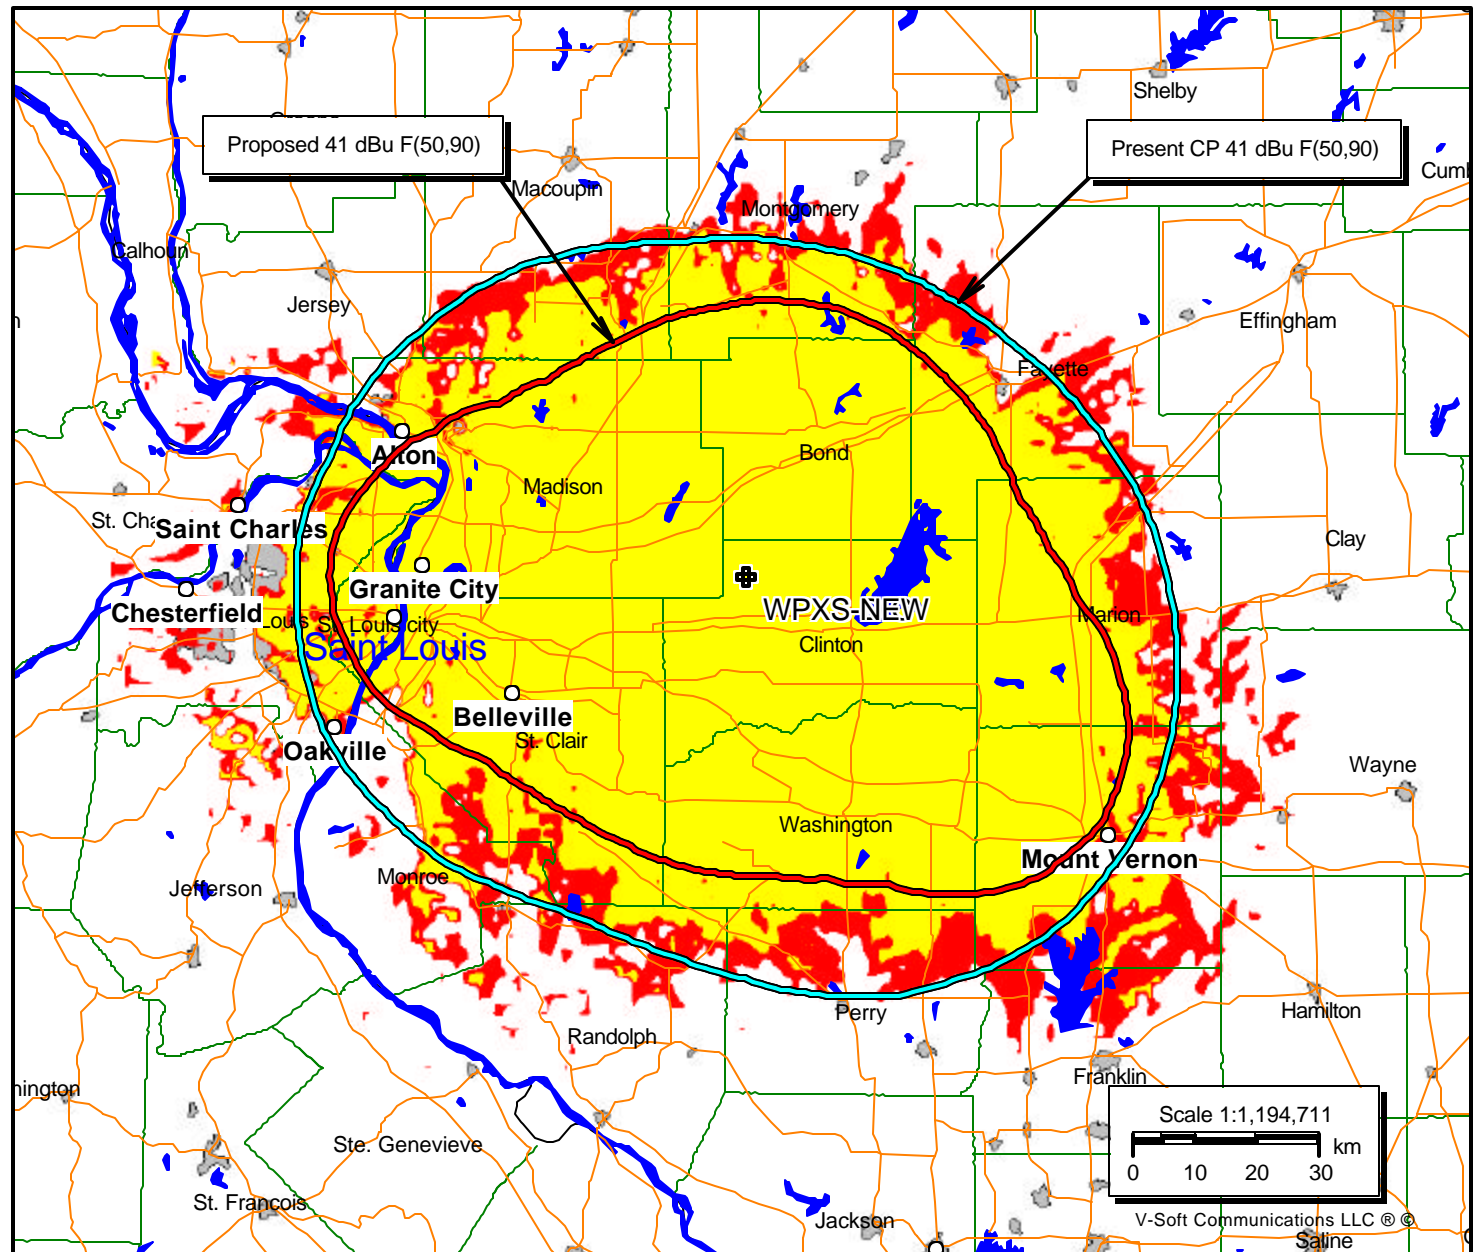 Shelby
Proposed 41 dBu F(50,90)
Present CP 41 dBu F(50,90)
Macoupin
Montgomery
Calhoun
Jersey
Effingham
Fayette
Alton
Bond
Madison
St. Cha
Saint Charles
Clay
Granite City
Chesterfield
WPXS-NEW
Marion
Louis
St. Louis city
Saint Louis
Clinton
Belleville
St. Clair
Oakville
Wayne
Washington
Mount Vernon
Monroe
Jefferson
Perry
Hamilton
Randolph
Franklin
nington
Scale 1:1,194,711
km
0 10 20 30
Ste. Genevieve
St. Francois
Jackson
V-Soft Communications LLC ® ©
Saline